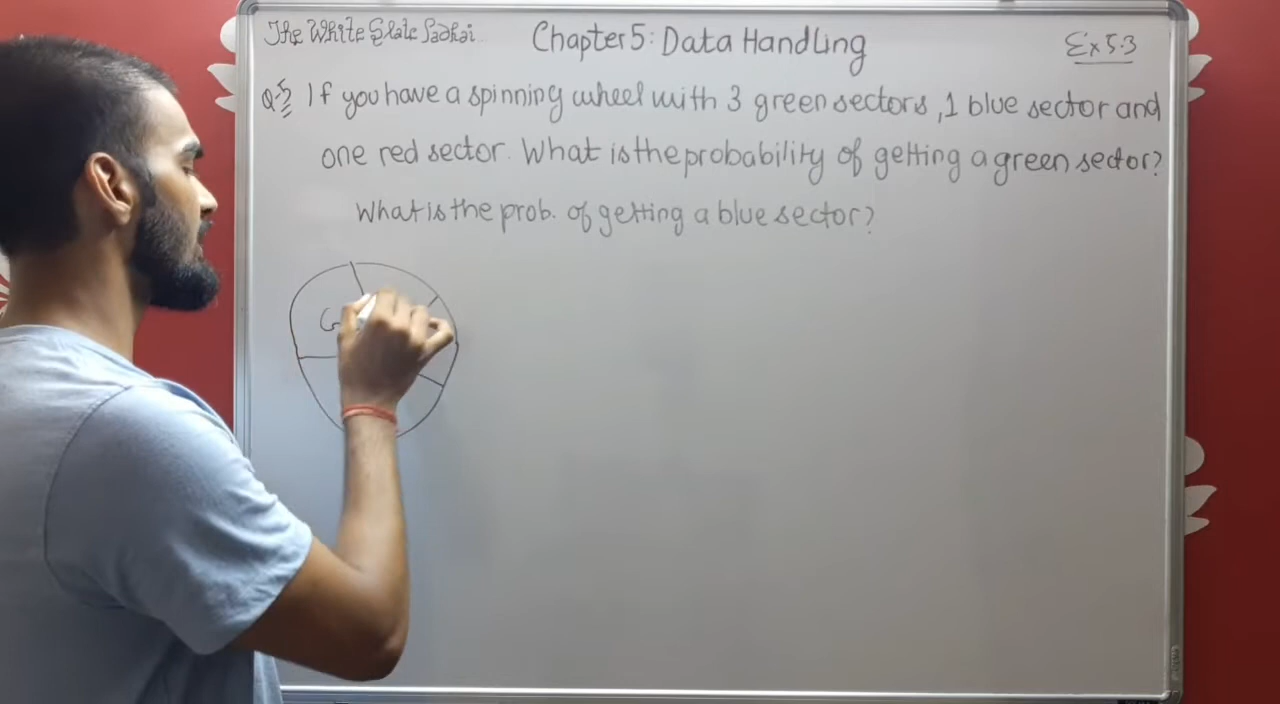 The White Slate Padhai
Chapter 5: Data Handling
Ex 5.3
Q.5 If you have a spinning wheel with 3 green sectors, 1 blue sector and
one red sector. What is the probability of getting a green sector?
What is the prob. of getting a blue sector?
G